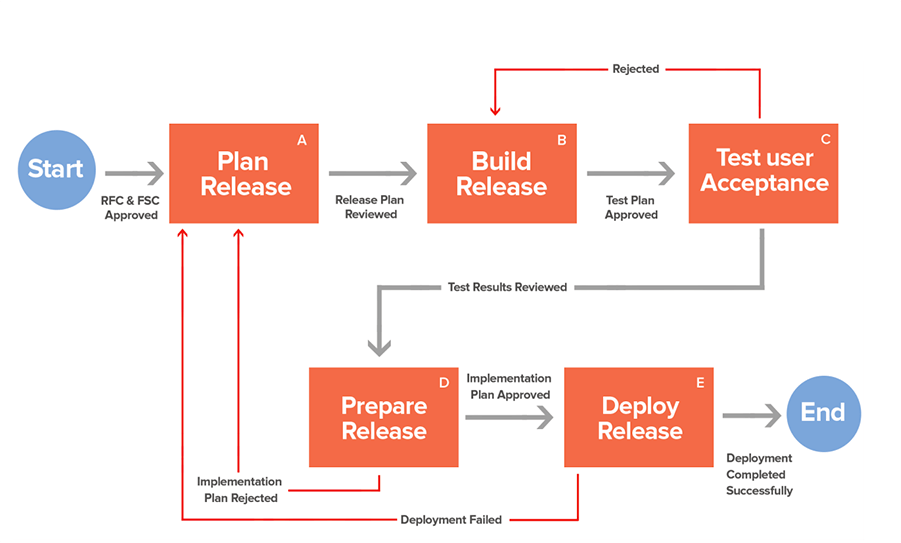 Rejected
A
B
C
Start
Plan
Release
Build
Release
Test user
Acceptance
RFC & FSC
Approved
Release Plan
Reviewed
Test Plan
Approved
Test Results Reviewed
D
Implementation
Plan Approved
E
Prepare
Release
Deploy
Release
End
Deployment
Completed
Successfully
Implementation
Plan Rejected
Deployment Failed